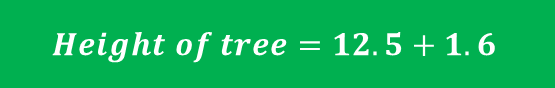 Height of tree = 12.5 + 1.6